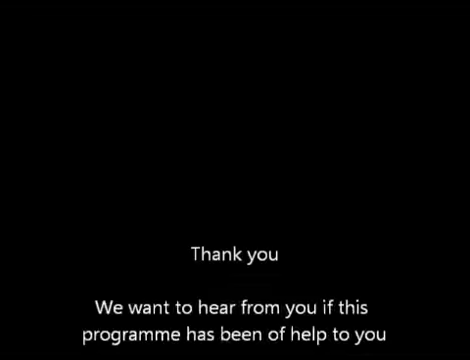 Thank you
We want to hear from you if this
programme has been of help to you